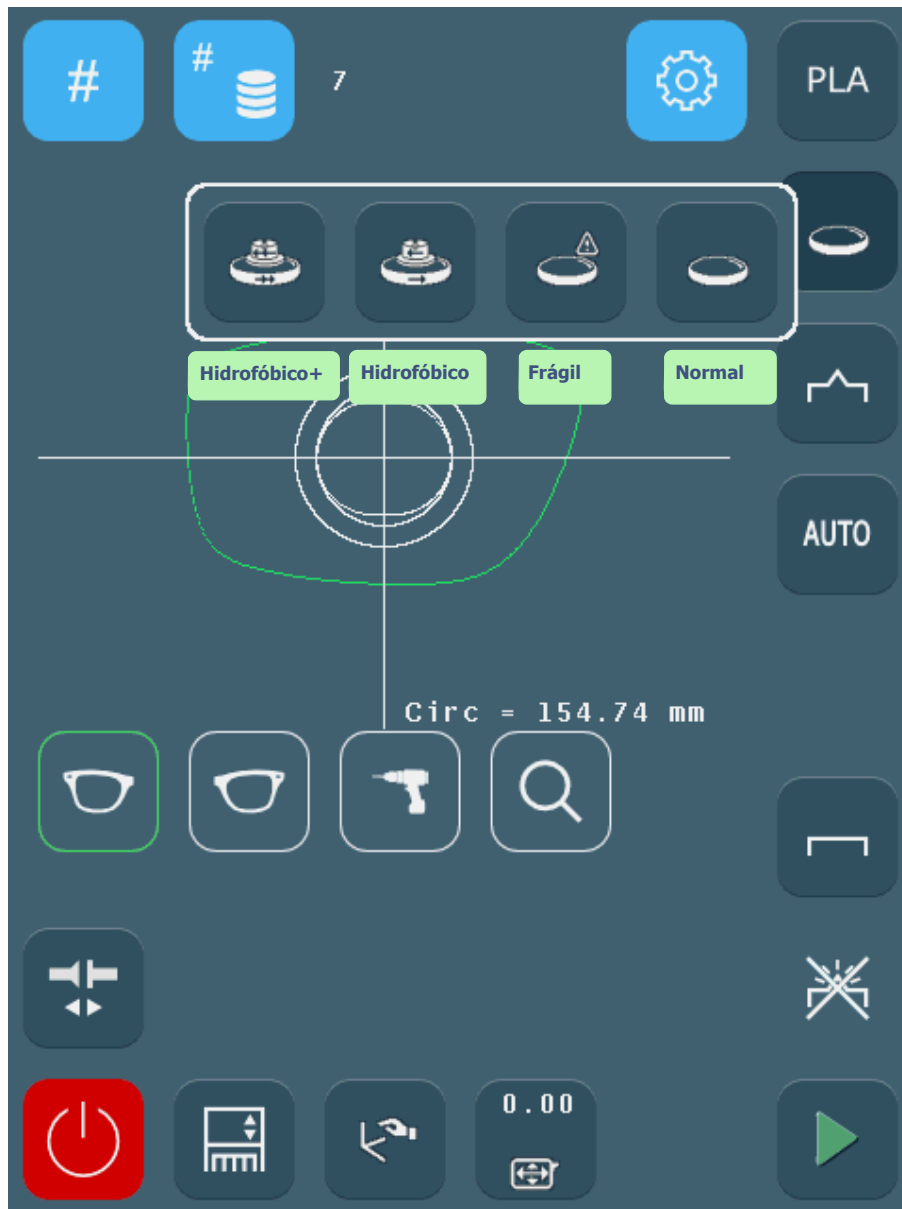 #
#
7
PLA
Hidrofóbico+
Hidrofóbico
Frágil
Normal
AUTO
Circ = 154.74 mm
0.00